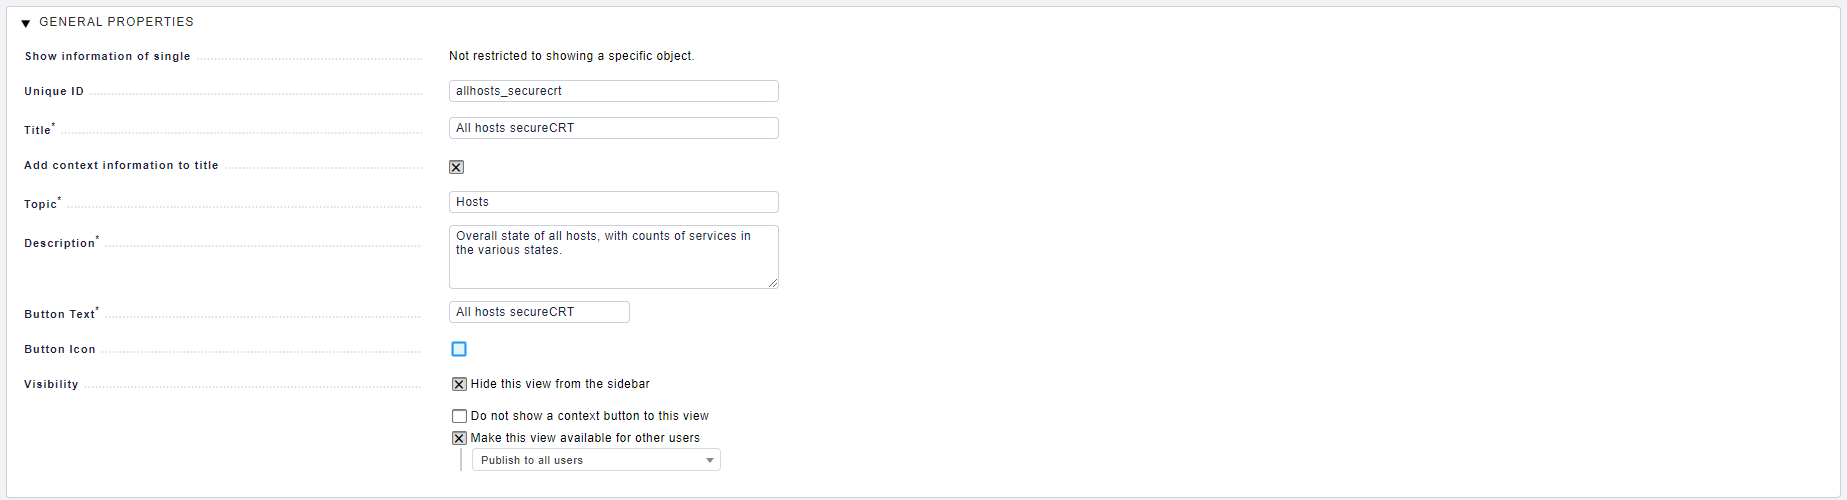 GENERAL PROPERTIES
Show information of single
Not restricted to showing a specific object.
Unique ID
allhosts_securecrt
Title*
All hosts secureCRT
Add context information to title
Topic*
Hosts
Description*
Overall state of all hosts, with counts of services in
the various states.
Button Text*
All hosts secureCRT
Button Icon
Visibility
Hide this view from the sidebar
Do not show a context button to this view
Make this view available for other users
Publish to all users